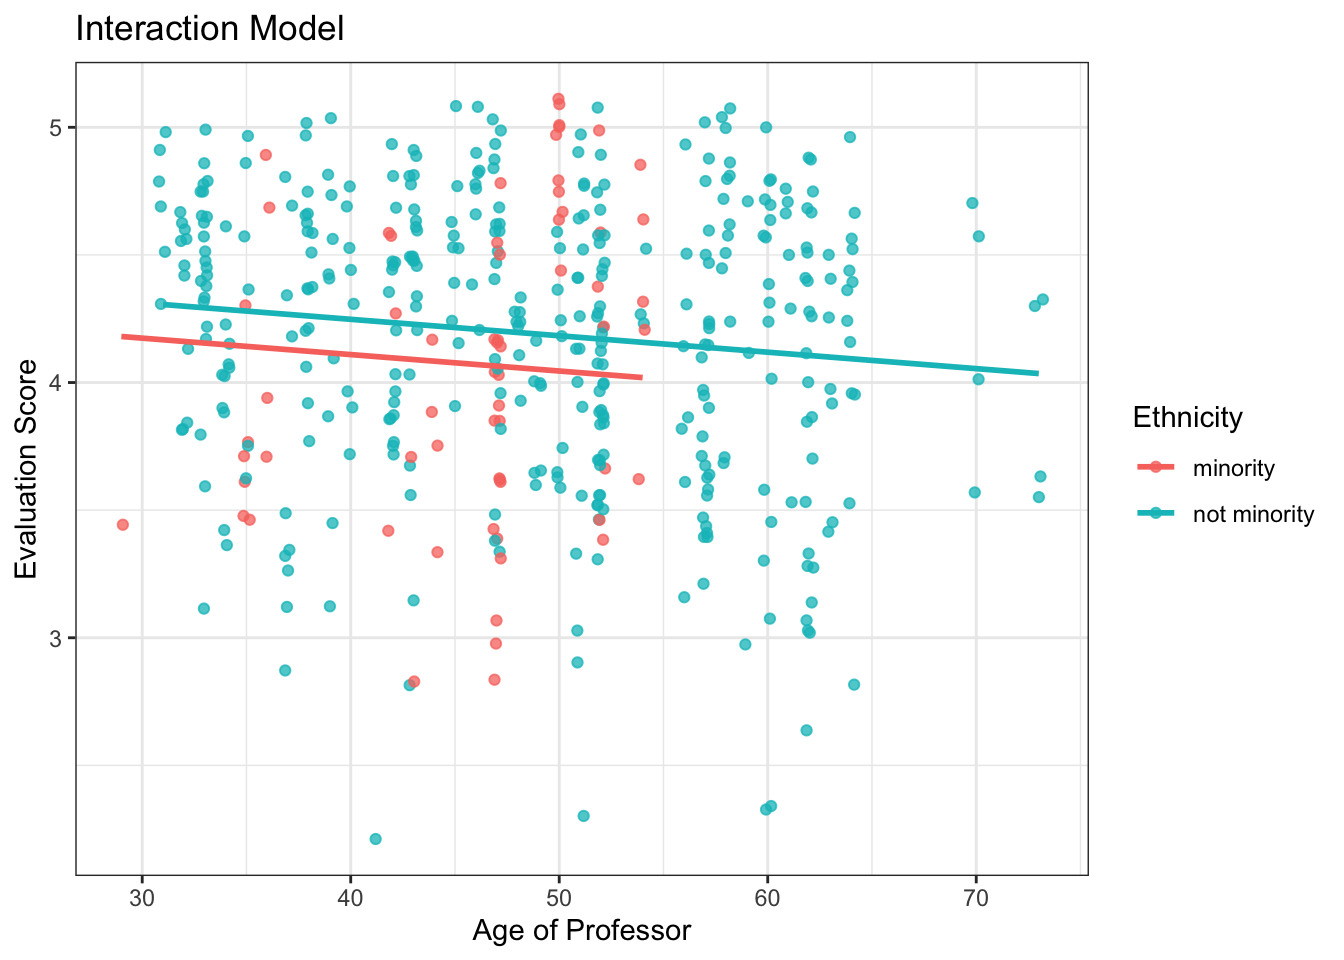 Interaction Model
5
4
3
Evaluation Score
30 40 50 60 70
Age of Professor
Ethnicity
minority
not minority